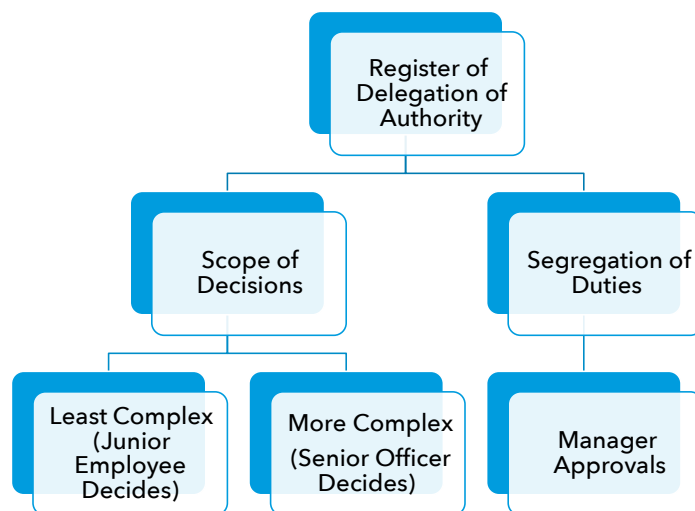 Register of
Delegation of
Authority
Scope of
Decisions
Segregation of
Duties
Least Complex
(Junior
Employee
Decides)
More Complex
(Senior Officer
Decides)
Manager
Approvals